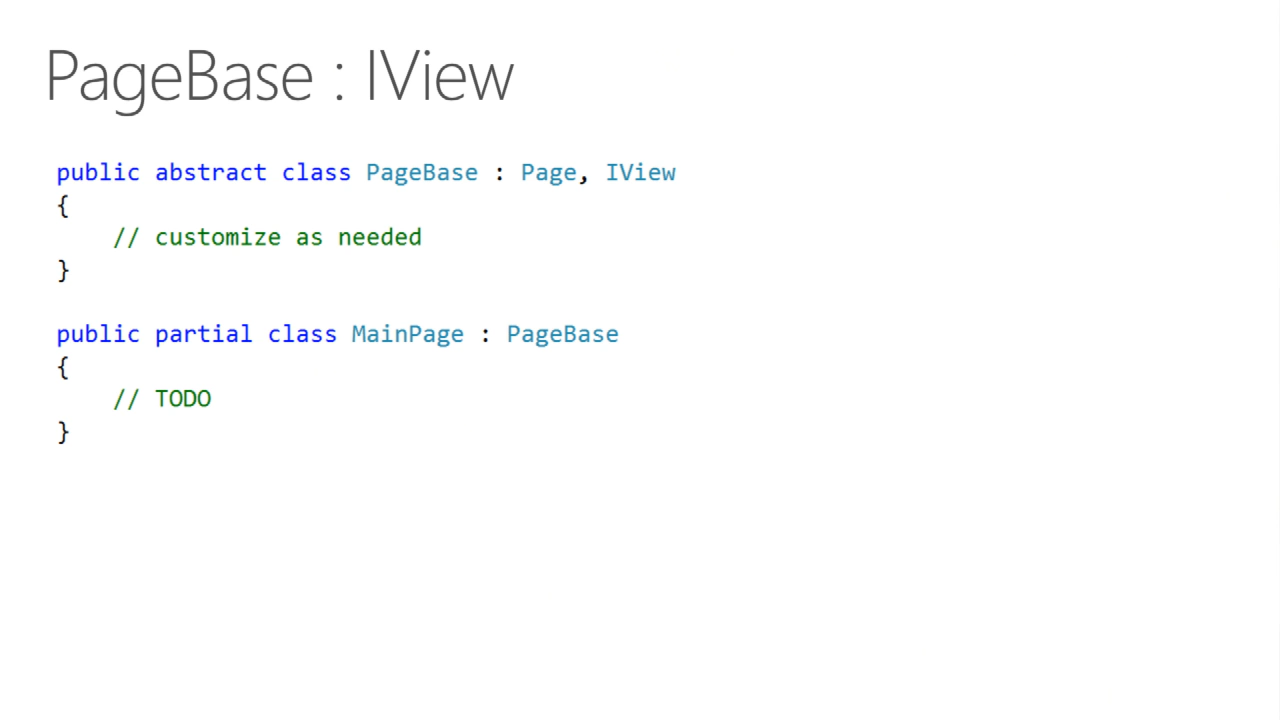 PageBase : IView
public abstract class PageBase : Page, IView
{
    // customize as needed
}
public partial class MainPage : PageBase
{
    // TODO
}